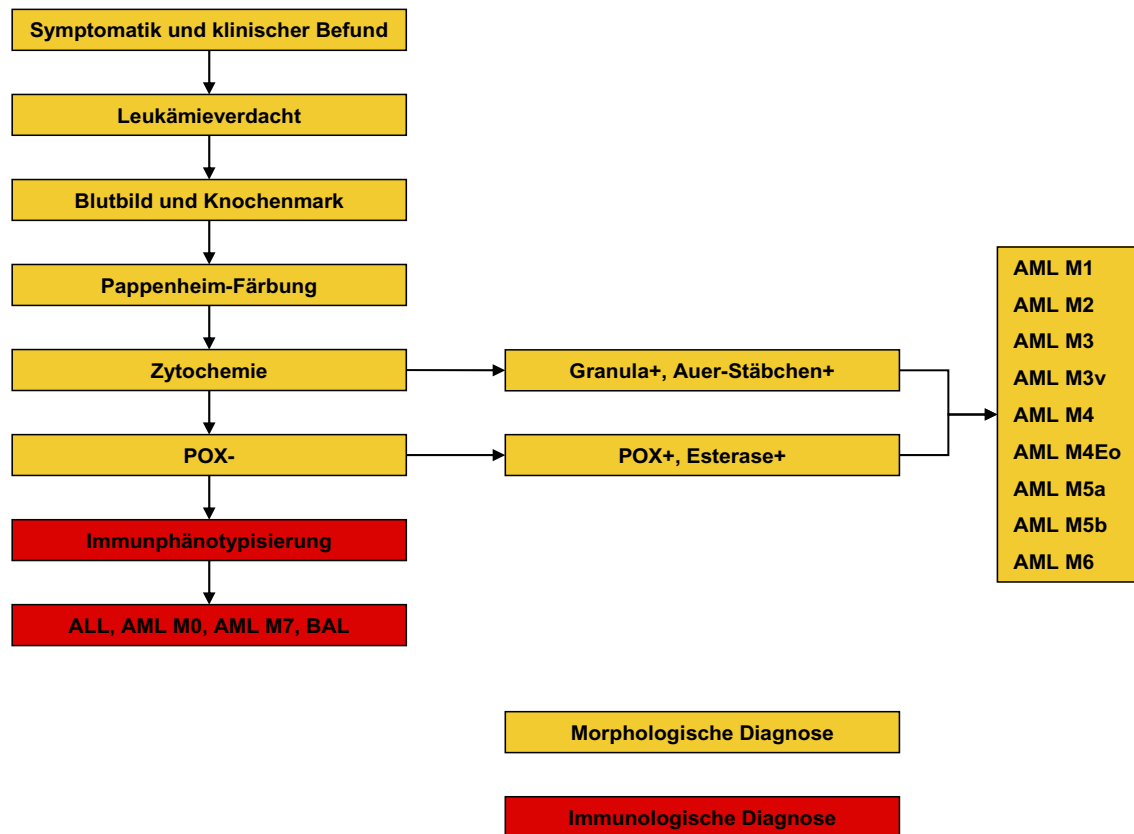 Symptomatik und klinischer Befund
Leukämieverdacht
Blutbild und Knochenmark
Pappenheim-Färbung
Zytochemie
Granula+, Auer-Stäbchen+
POX-
POX+, Esterase+
Immunphänotypisierung
ALL, AML M0, AML M7, BAL
AML M1
AML M2
AML M3
AML M3v
AML M4
AML M4Eo
AML M5a
AML M5b
AML M6
Morphologische Diagnose
Immunologische Diagnose